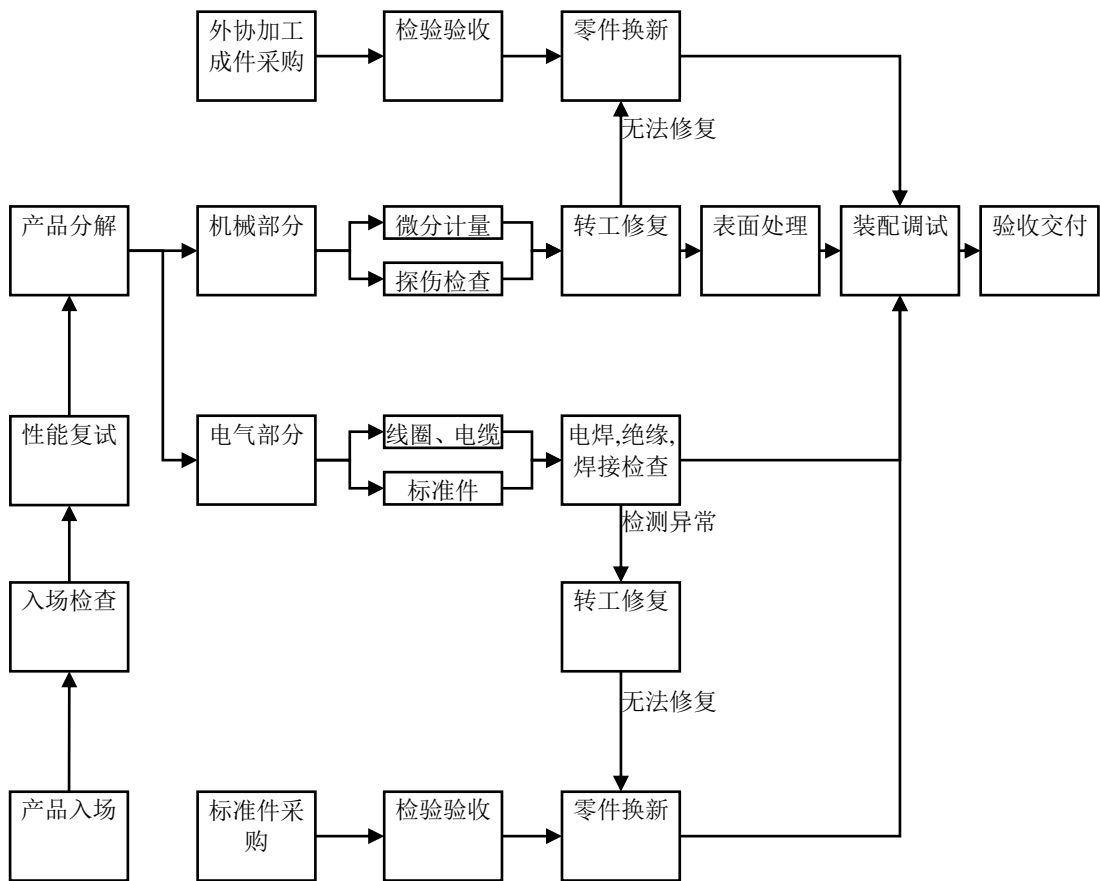 外协加工
成件采购
检验验收
零件换新
无法修复
产品分解
机械部分
微分计量
探伤检查
转工修复
表面处理
装配调试
验收交付
性能复试
电气部分
线圈、电缆
标准件
电焊,绝缘,
焊接检查
检测异常
入场检查
转工修复
无法修复
产品入场
标准件采
购
检验验收
零件换新